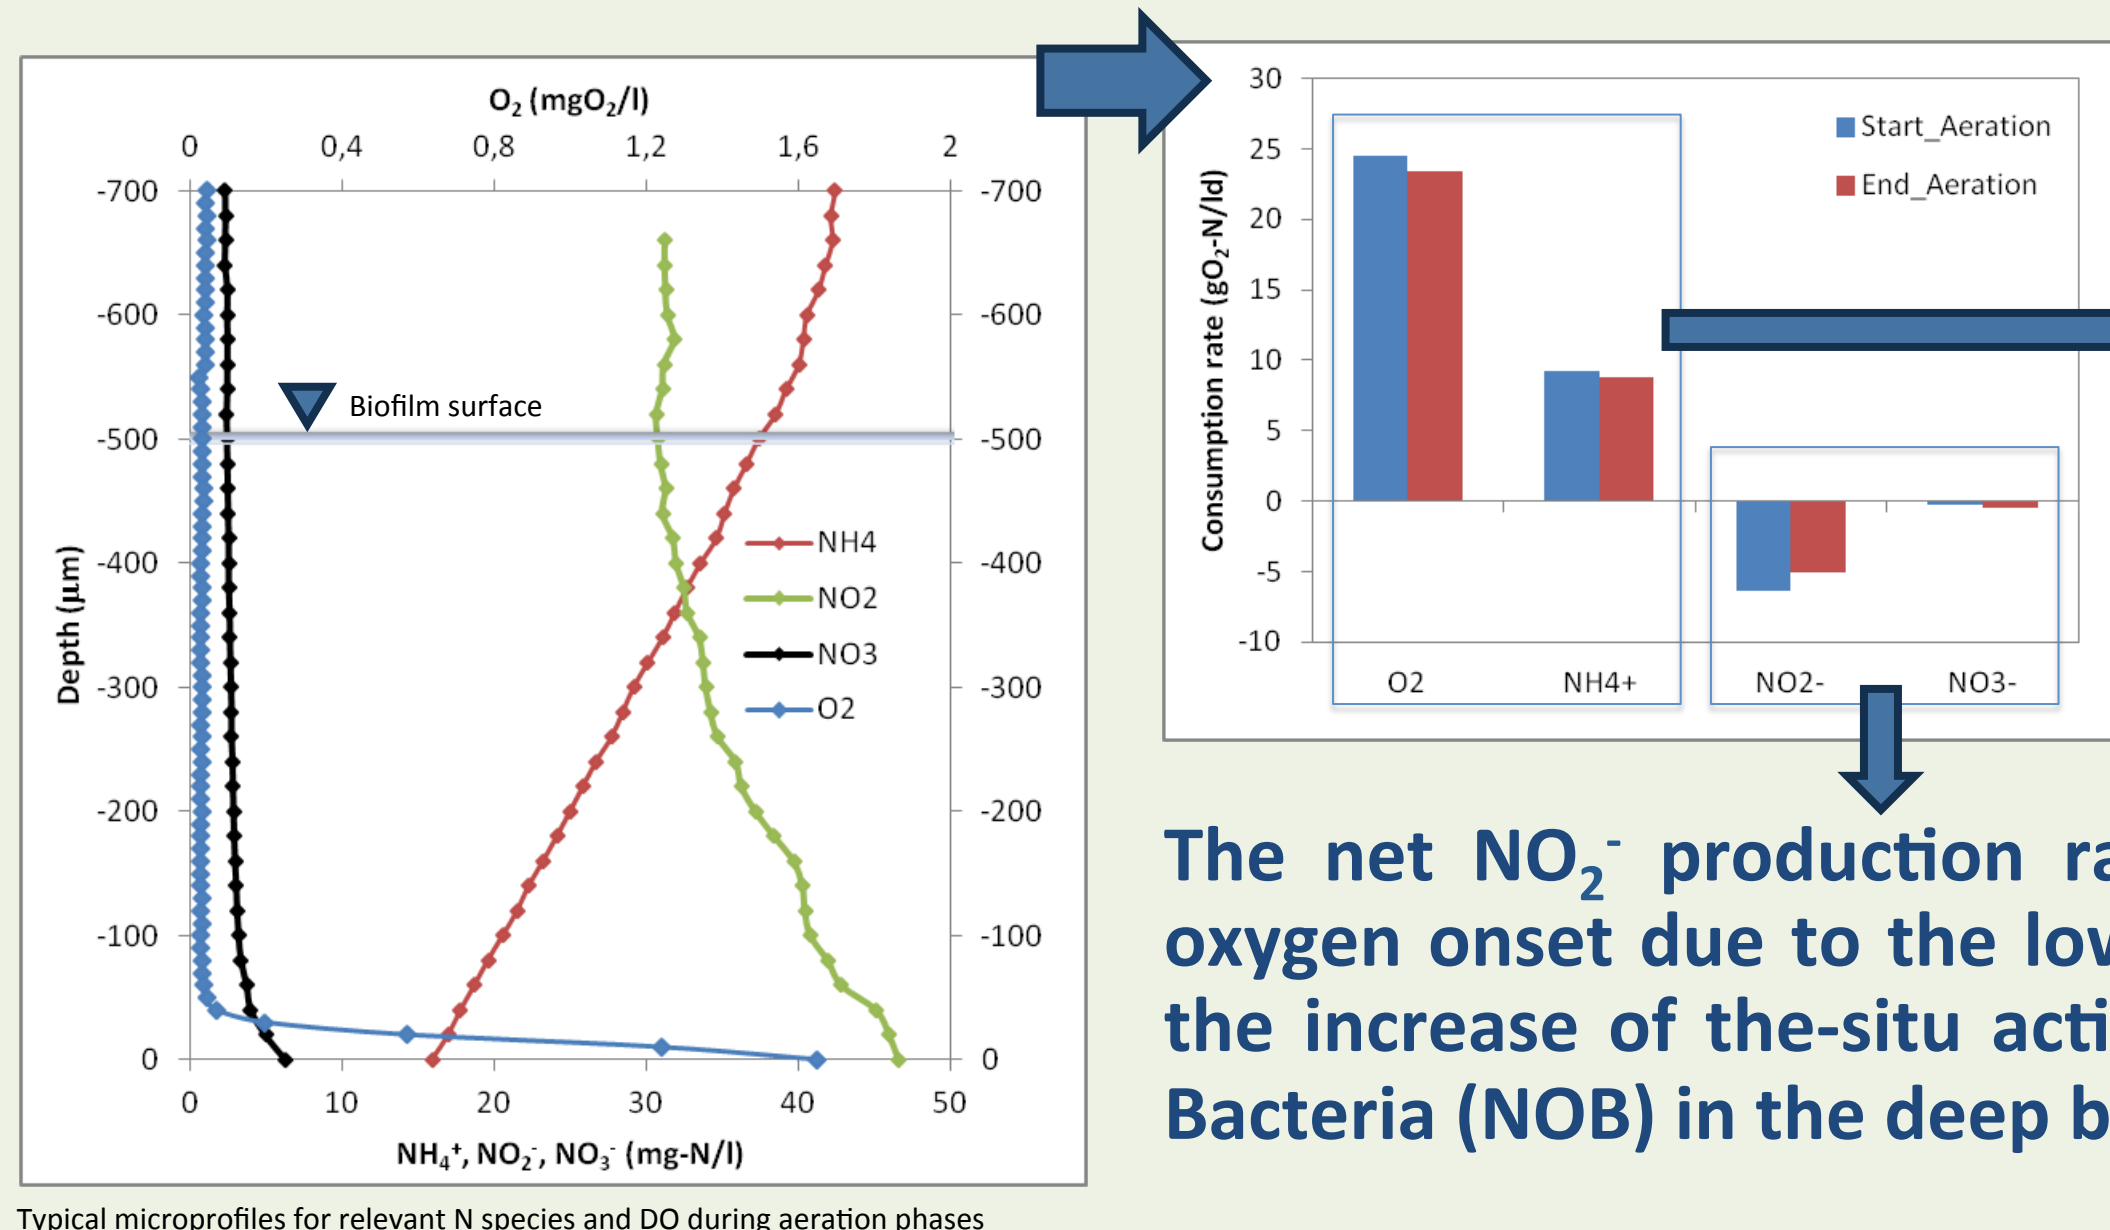 O2 (mgO2/l)
0 0,4 0,8 1,2 1,6 2
-700 -700
-600 -600
Biofilm surface
-500 -500
-400 -400
-300 -300
-200 -200
-100 -100
0 0
Depth (μm)
NH4
NO2
NO3
O2
0 10 20 30 40 50
NH4+, NO2-, NO3- (mg-N/l)
Typical microprofiles for relevant N species and DO during aeration phases
30
25
20
15
10
5
0
-5
-10
Consumption rate (gO2-N/ld)
Start_Aeration
End_Aeration
O2 NH4+ NO2- NO3-
The net NO2- production
oxygen onset due to the
the increase of the-situ
Bacteria (NOB) in the deep